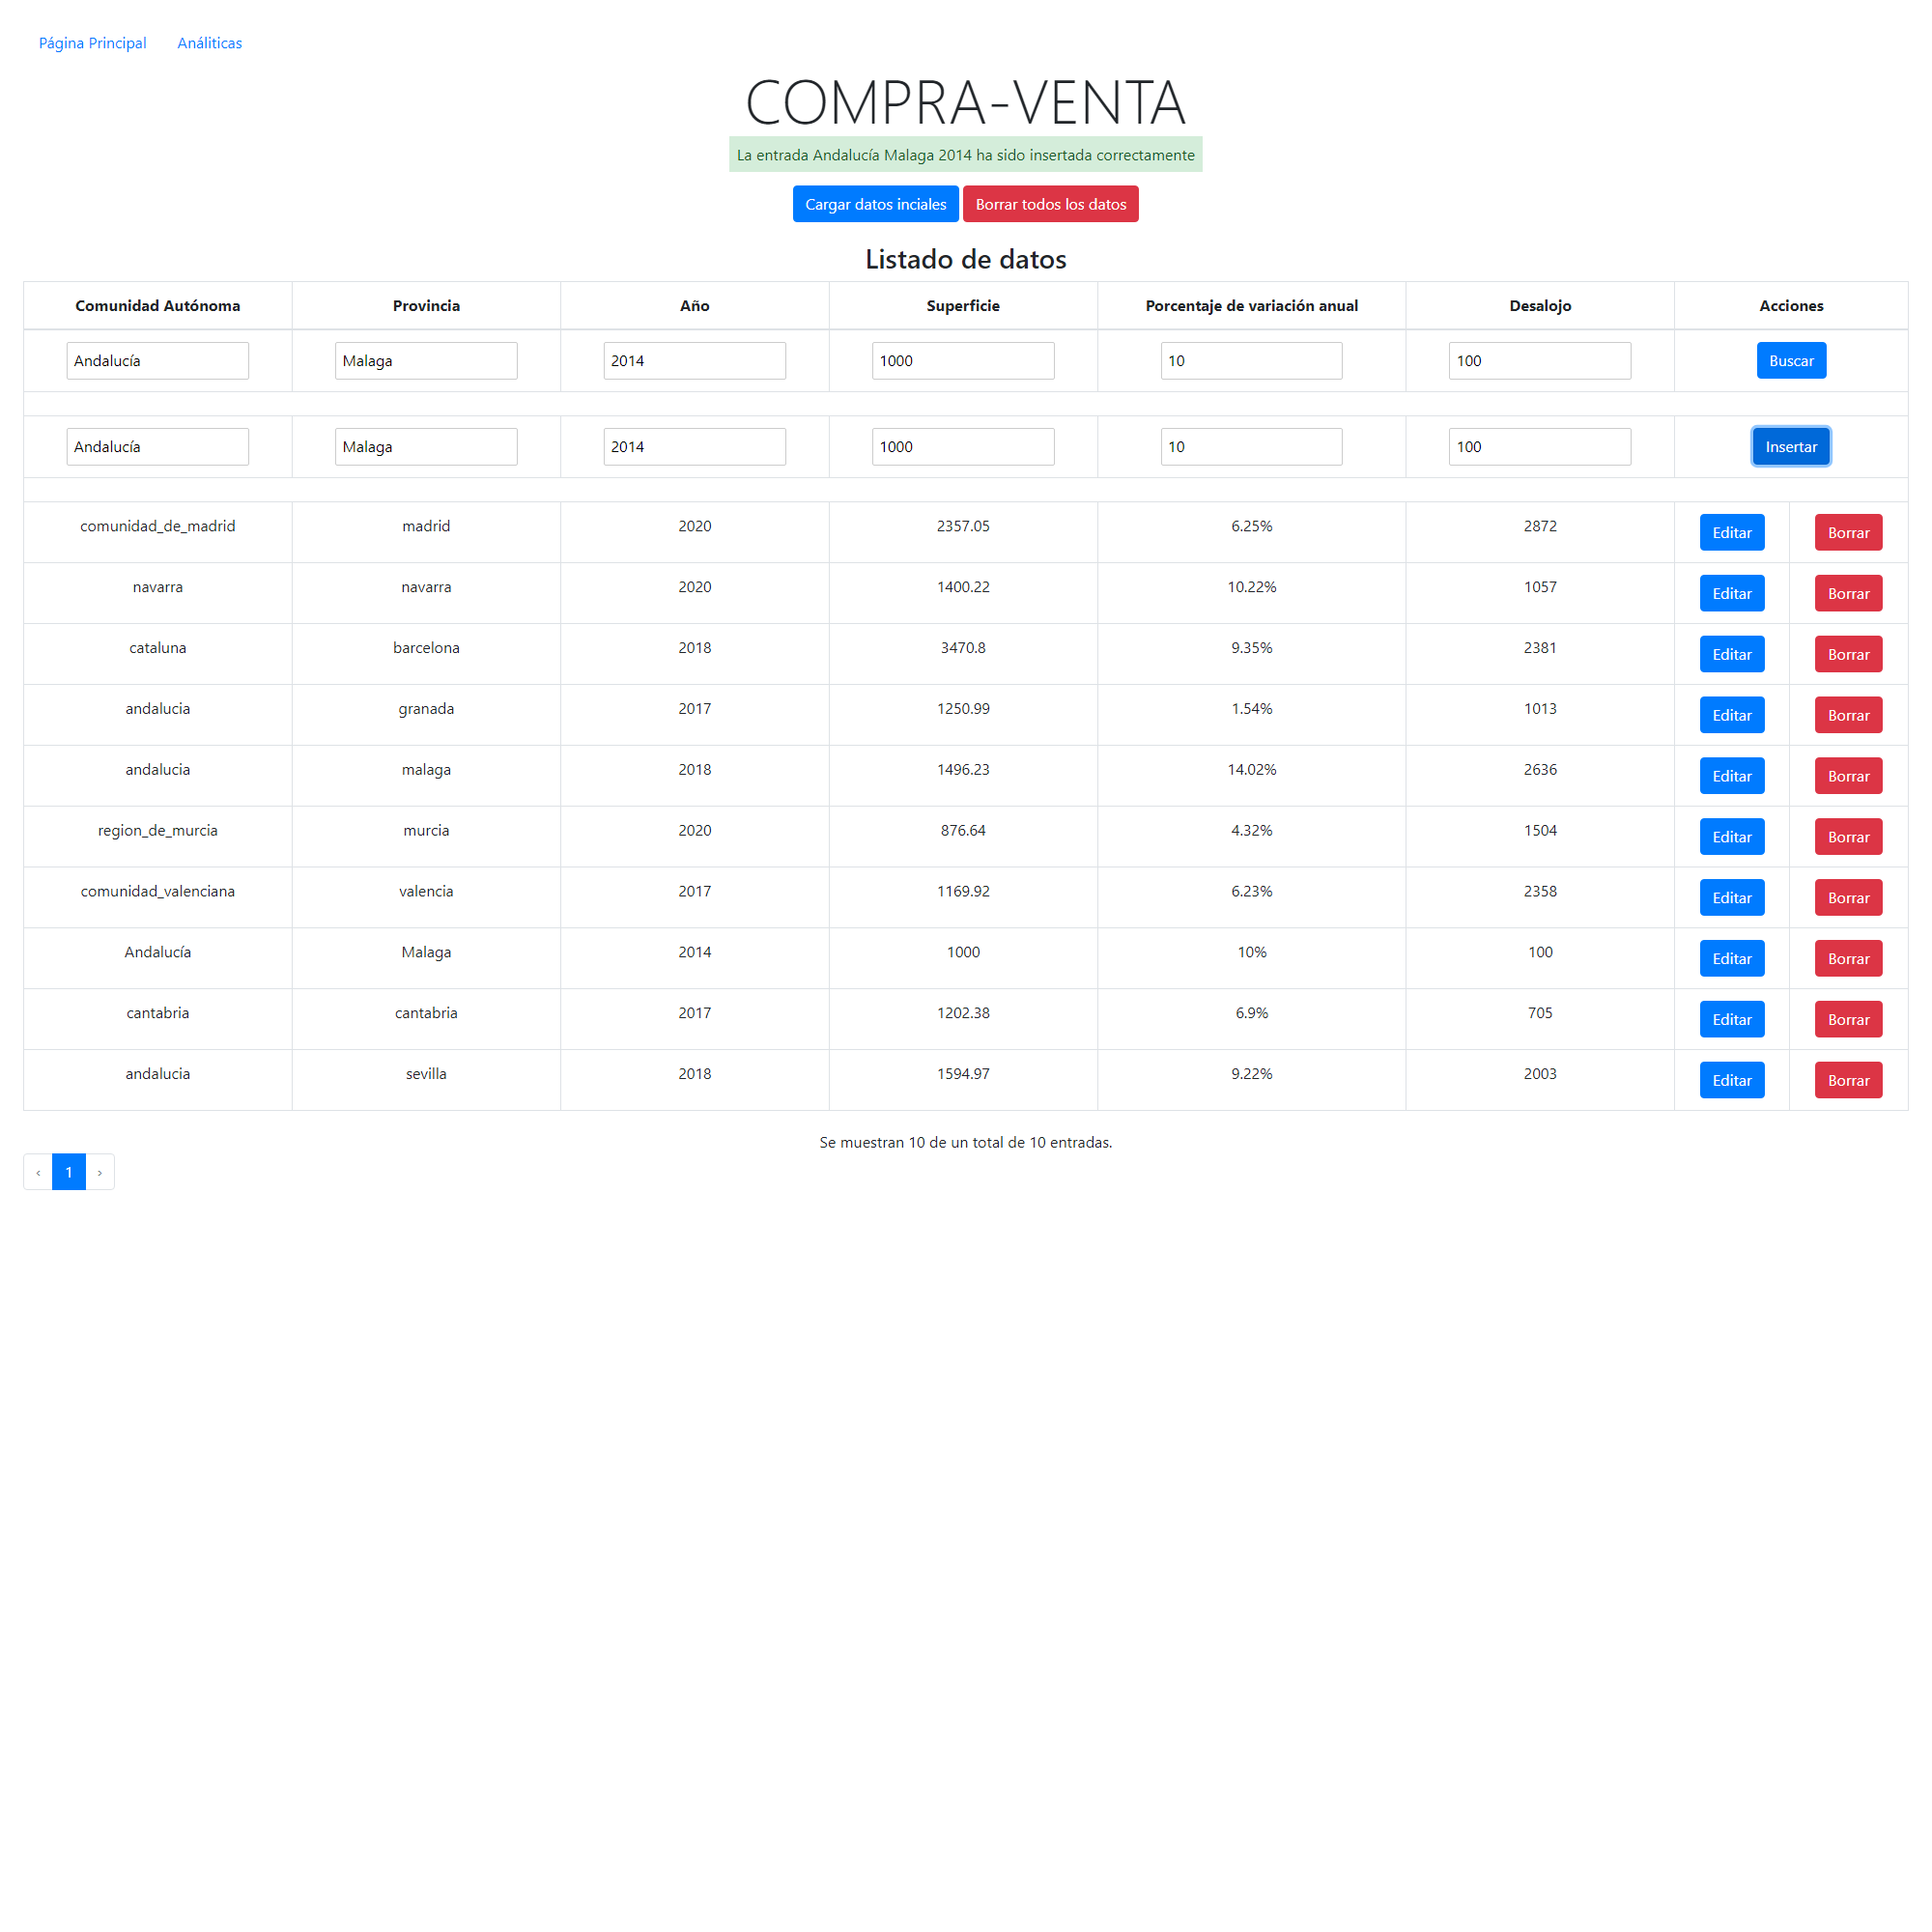 Página Principal Análiticas
COMPRA-VENTA
La entrada Andalucía Malaga 2014 ha sido insertada correctamente
Cargar datos inciales Borrar todos los datos
Listado de datos
Comunidad Autónoma Provincia Año Superficie Porcentaje de variación anual Desalojo Acciones
Andalucía Malaga 2014 1000 10 100 Buscar
Andalucía Malaga 2014 1000 10 100 Insertar
comunidad_de_madrid madrid 2020 2357.05 6.25% 2872 Editar Borrar
navarra navarra 2020 1400.22 10.22% 1057 Editar Borrar
cataluna barcelona 2018 3470.8 9.35% 2381 Editar Borrar
andalucia granada 2017 1250.99 1.54% 1013 Editar Borrar
andalucia malaga 2018 1496.23 14.02% 2636 Editar Borrar
region_de_murcia murcia 2020 876.64 4.32% 1504 Editar Borrar
comunidad_valenciana valencia 2017 1169.92 6.23% 2358 Editar Borrar
Andalucía Malaga 2014 1000 10% 100 Editar Borrar
cantabria cantabria 2017 1202.38 6.9% 705 Editar Borrar
andalucia sevilla 2018 1594.97 9.22% 2003 Editar Borrar
Se muestran 10 de un total de 10 entradas.
‹ 1 ›